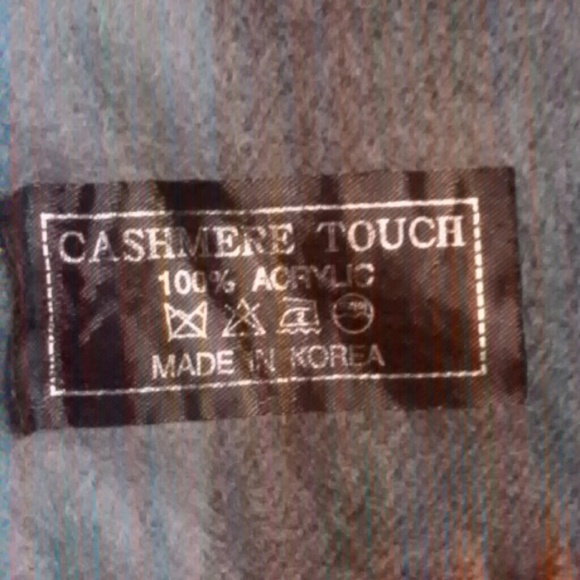 CASHMERE TOUCH
100% ACRYLIC
MADE IN KOREA